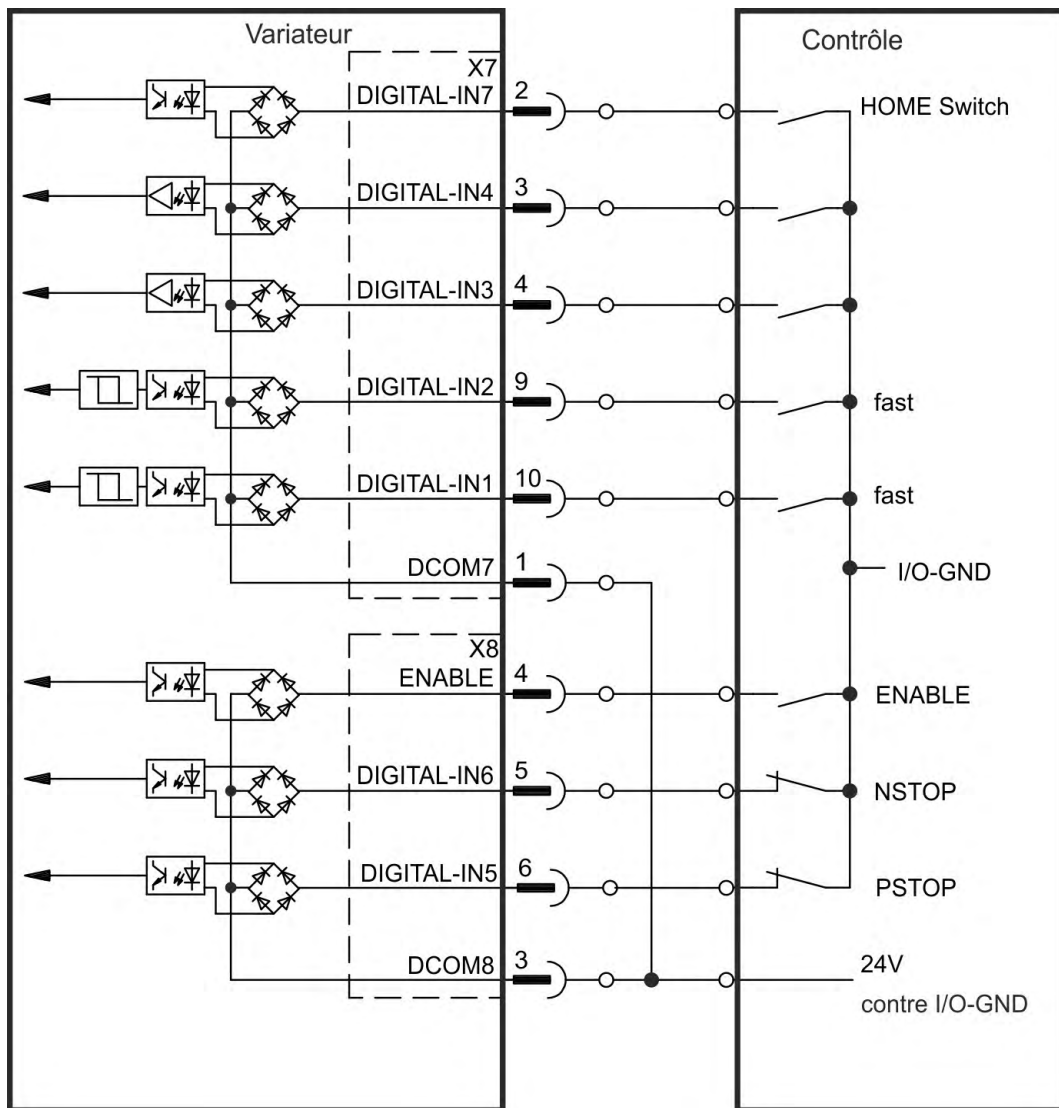 Variateur
Contrôle
X7
DIGITAL-IN7 2 HOME Switch
DIGITAL-IN4 3
DIGITAL-IN3 4
DIGITAL-IN2 9 fast
DIGITAL-IN1 10 fast
DCOM7 1
I/O-GND
X8
ENABLE 4 ENABLE
DIGITAL-IN6 5 NSTOP
DIGITAL-IN5 6 PSTOP
DCOM8 3 24V
contre I/O-GND